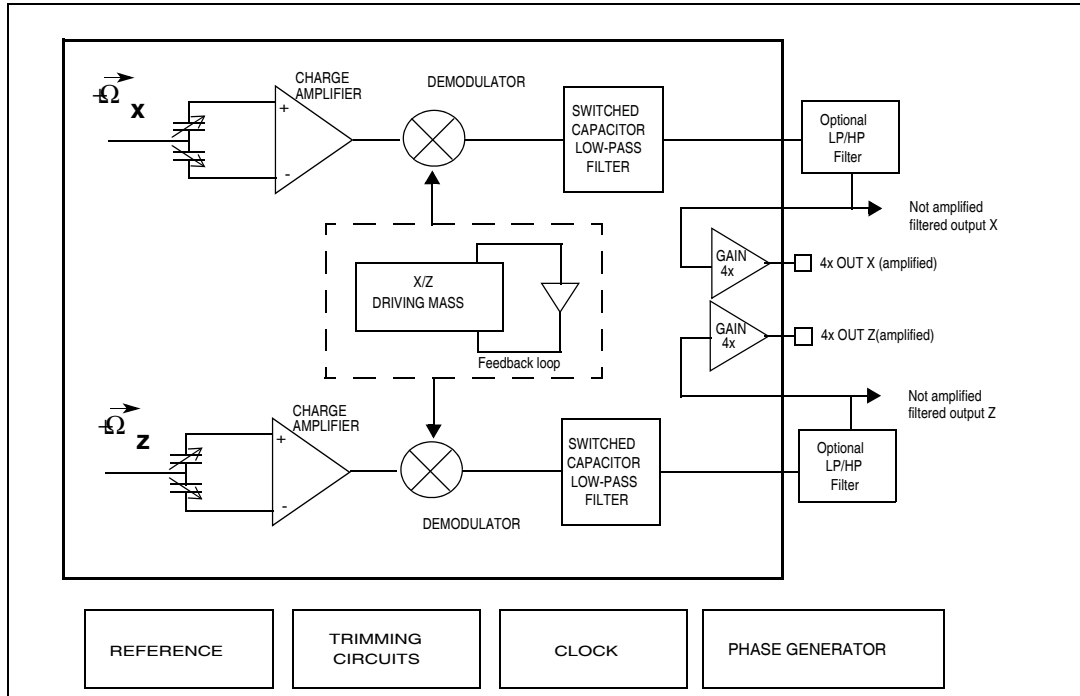 +Ω X
CHARGE
AMPLIFIER
+
-
DEMODULATOR
SWITCHED
CAPACITOR
LOW-PASS
FILTER
Optional
LP/HP
Filter
Not amplified
filtered output X
GAIN
4x
4x OUT X (amplified)
X/Z
DRIVING MASS
Feedback loop
GAIN
4x
4x OUT Z(amplified)
Not amplified
filtered output Z
+Ω Z
CHARGE
AMPLIFIER
+
-
DEMODULATOR
SWITCHED
CAPACITOR
LOW-PASS
FILTER
Optional
LP/HP
Filter
REFERENCE
TRIMMING
CIRCUITS
CLOCK
PHASE GENERATOR